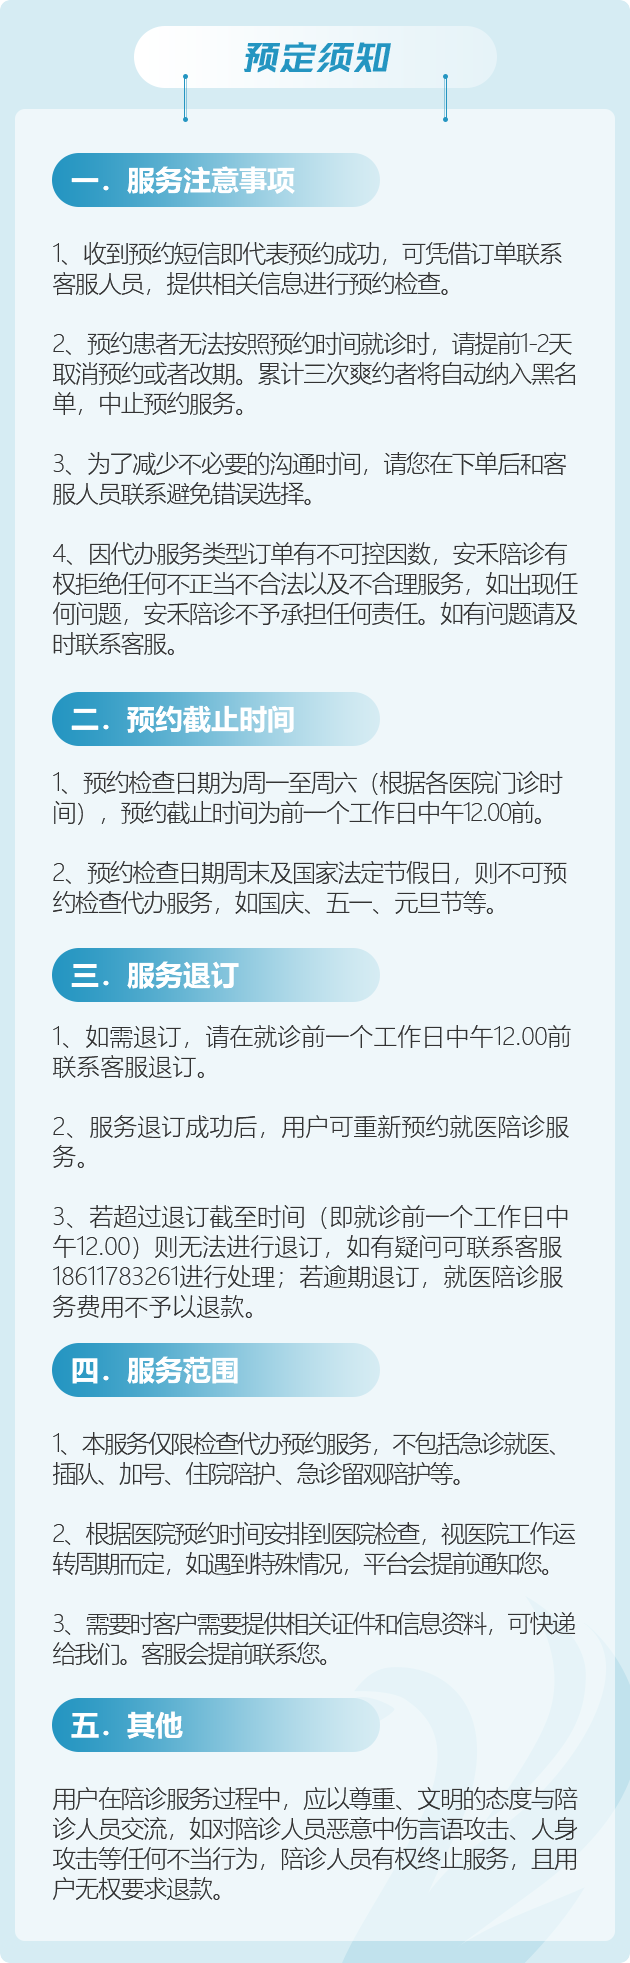 预定须知
一．服务注意事项
1、收到预约短信即代表预约成功，可凭借订单联系
客服人员，提供相关信息进行预约检查。
2、预约患者无法按照预约时间就诊时，请提前1-2天
取消预约或者改期。累计三次爽约者将自动纳入黑名
单，中止预约服务。
3、为了减少不必要的沟通时间，请您在下单后和客
服人员联系避免错误选择。
4、因代办服务类型订单有不可控因数，安禾陪诊有
权拒绝任何不正当不合法以及不合理服务，如出现任
何问题，安禾陪诊不予承担任何责任。如有问题请及
时联系客服。
二．预约截止时间
1、预约检查日期为周一至周六（根据各医院门诊时
间），预约截止时间为前一个工作日中午12.00前。
2、预约检查日期周末及国家法定节假日，则不可预
约检查代办服务，如国庆、五一、元旦节等。
三．服务退订
1、如需退订，请在就诊前一个工作日中午12.00前
联系客服退订。
2、服务退订成功后，用户可重新预约就医陪诊服
务。
3、若超过退订截至时间（即就诊前一个工作日中
午12.00）则无法进行退订，如有疑问可联系客服
18611783261进行处理；若逾期退订，就医陪诊服
务费用不予以退款。
四．服务范围
1、本服务仅限检查代办预约服务，不包括急诊就医、
插队、加号、住院陪护、急诊留观陪护等。
2、根据医院预约时间安排到医院检查，视医院工作运
转周期而定，如遇到特殊情况，平台会提前通知您。
3、需要时客户需要提供相关证件和信息资料，可快递
给我们。客服会提前联系您。
五．其他
用户在陪诊服务过程中，应以尊重、文明的态度与陪
诊人员交流，如对陪诊人员恶意中伤言语攻击、人身
攻击等任何不当行为，陪诊人员有权终止服务，且用
户无权要求退款。